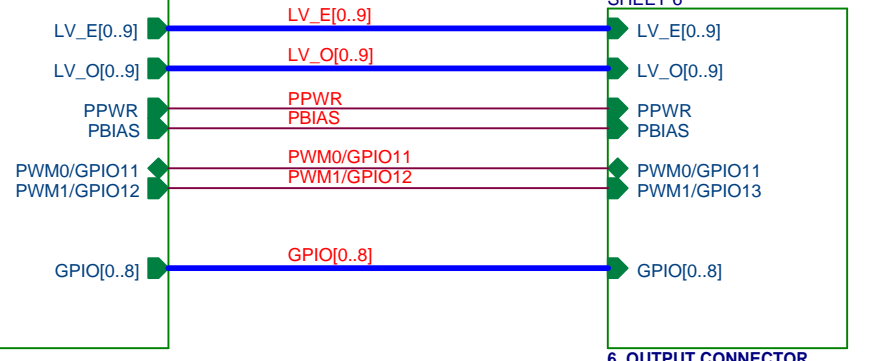 SHEET 6
LV_E[0..9] LV_E[0..9] LV_E[0..9]
LV_O[0..9] LV_O[0..9] LV_O[0..9]
PPWR PPWR PPWR
PBIAS PBIAS PBIAS
PWM0/GPIO11 PWM0/GPIO11 PWM0/GPIO11
PWM1/GPIO12 PWM1/GPIO12 PWM1/GPIO13
GPIO[0..8] GPIO[0..8] GPIO[0..8]
6. OUTPUT CONNECTOR